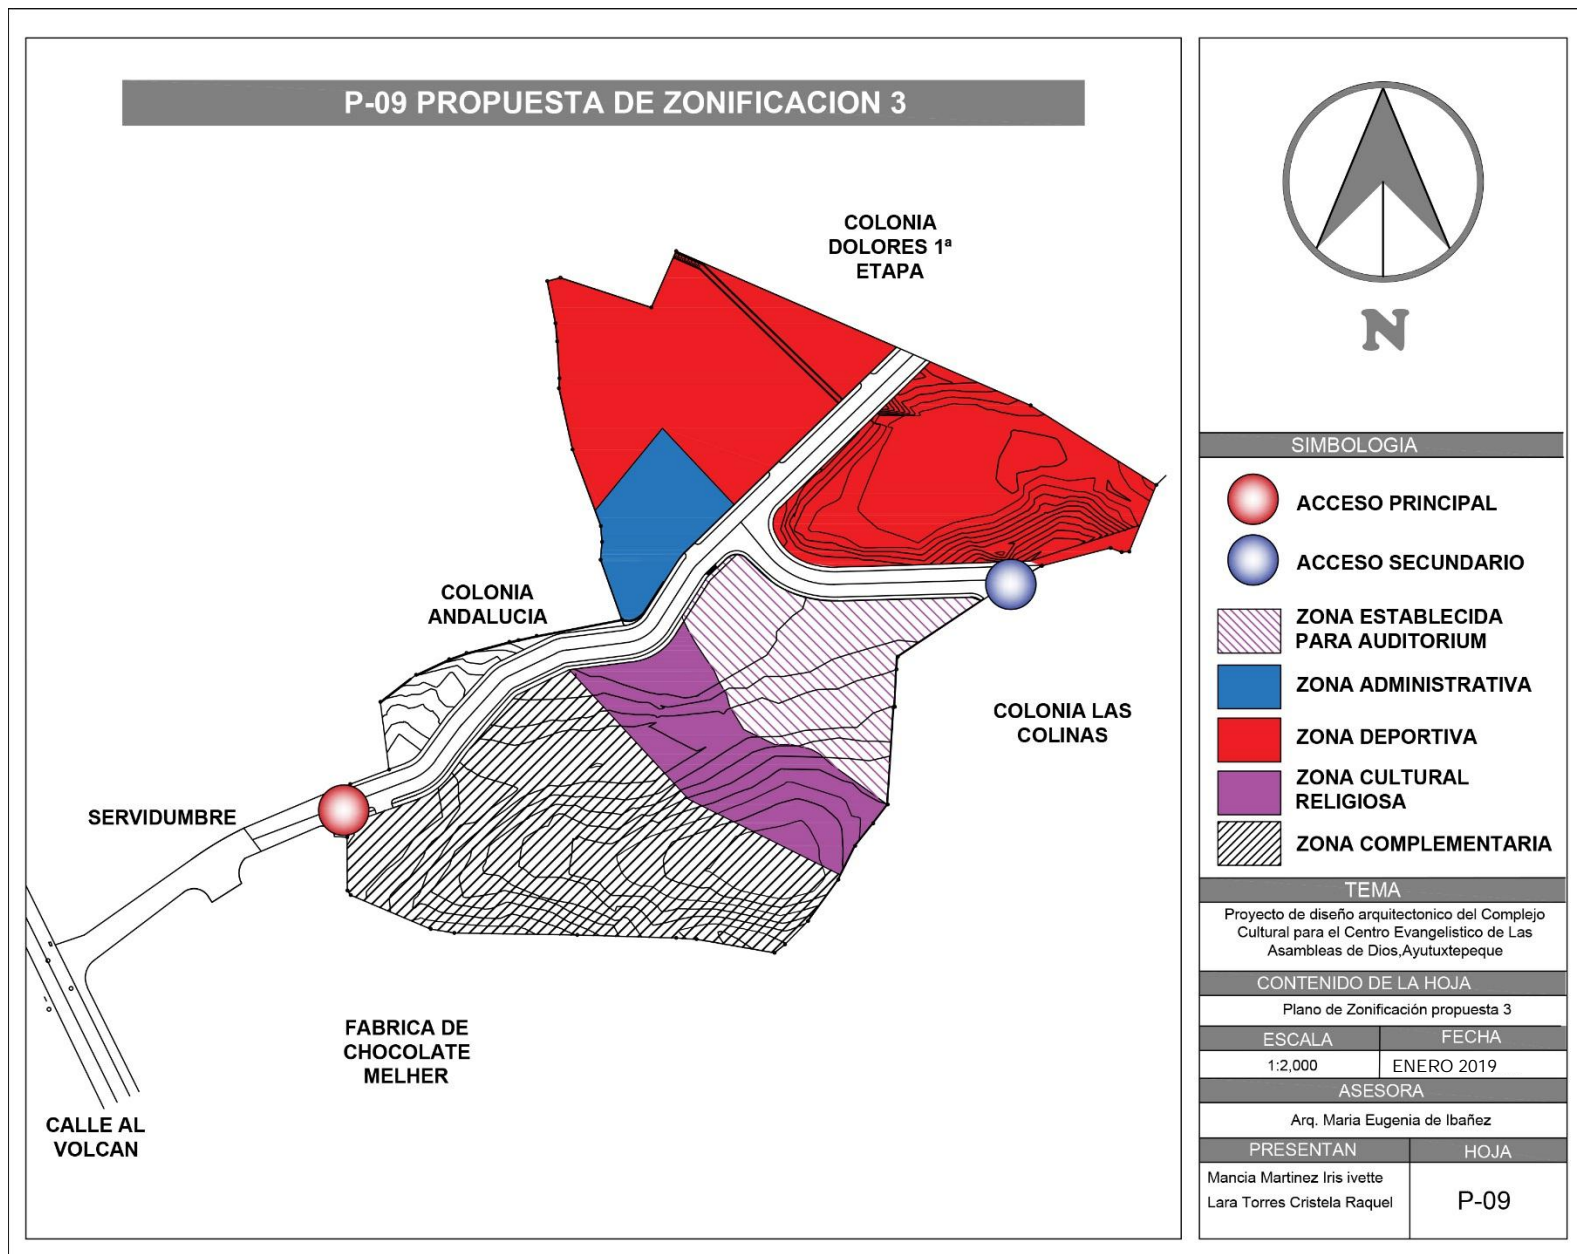 P-09 PROPUESTA DE ZONIFICACION 3
COLONIA
DOLORES 1ª
ETAPA
COLONIA
ANDALUCIA
COLONIA LAS
COLINAS
SERVIDUMBRE
FABRICA DE
CHOCOLATE
MELHER
CALLE AL
VOLCAN
N
SIMBOLOGIA
ACCESO PRINCIPAL
ACCESO SECUNDARIO
ZONA ESTABLECIDA
PARA AUDITORIUM
ZONA ADMINISTRATIVA
ZONA DEPORTIVA
ZONA CULTURAL
RELIGIOSA
ZONA COMPLEMENTARIA
TEMA
Proyecto de diseño arquitectonico del Complejo
Cultural para el Centro Evangelistico de Las
Asambleas de Dios,Ayutuxtepeque
CONTENIDO DE LA HOJA
Plano de Zonificación propuesta 3
ESCALA
FECHA
1:2,000
ENERO 2019
ASESORA
Arq. Maria Eugenia de Ibañez
PRESENTAN
HOJA
Mancia Martinez Iris ivette
Lara Torres Cristela Raquel
P-09